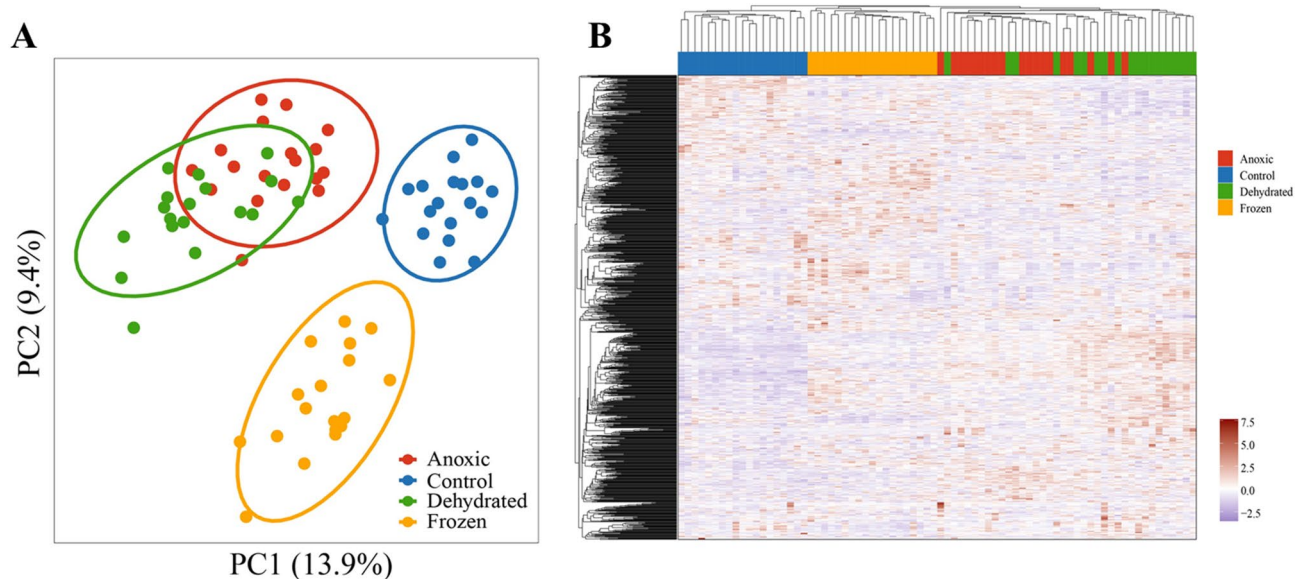 A
PC2 (9.4%)
PC1 (13.9%)
Anoxic
Control
Dehydrated
Frozen
B
Anoxic
Control
Dehydrated
Frozen
7.5
5.0
2.5
0.0
−2.5